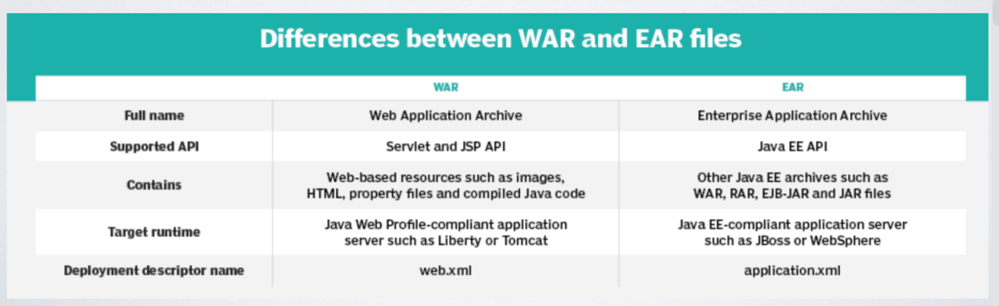 Differences between WAR and EAR files
WAR EAR
Full name Web Application Archive Enterprise Application Archive
Supported API Servlet and JSP API Java EE API
Contains
Web-based resources such as images,
HTML, property files and compiled Java code
Other Java EE archives such as
WAR, RAR, EJB-JAR and JAR files
Target runtime
Java Web Profile-compliant application
server such as Liberty or Tomcat
Java EE-compliant application server
such as JBoss or WebSphere
Deployment descriptor name web.xml application.xml